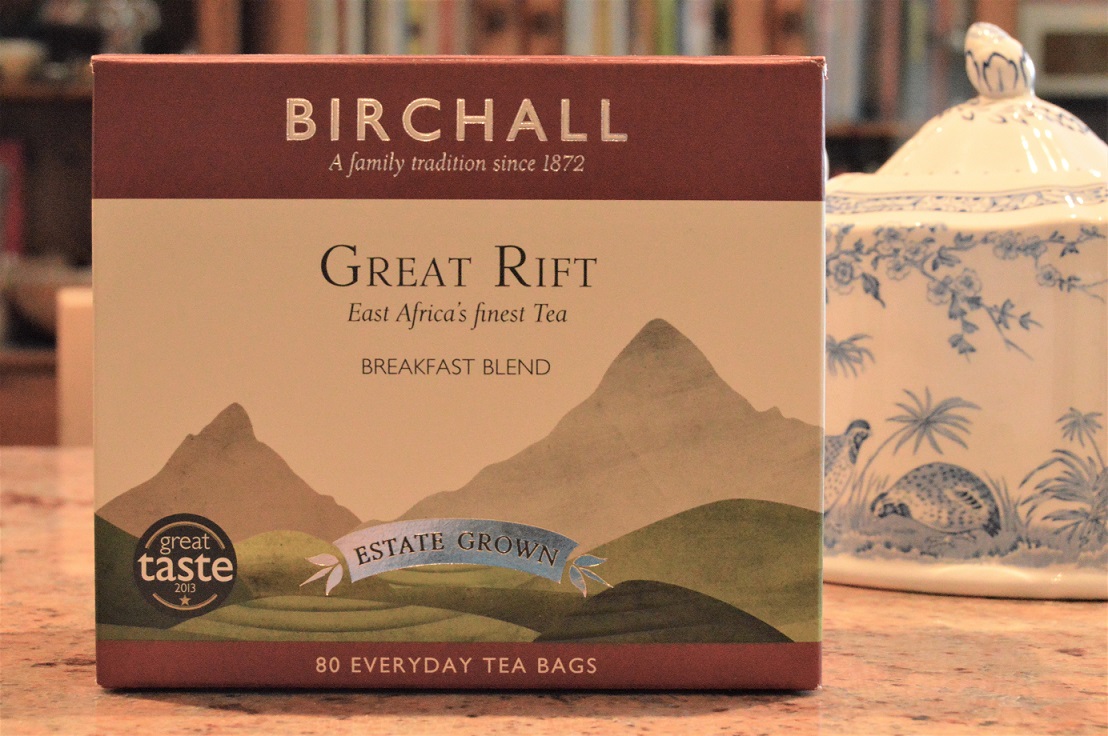 BIRCHALL
A family tradition since 1872
GREAT RIFT
East Africa's finest Tea
BREAKFAST BLEND
great
taste
2013
ESTATE GROWN
80 EVERYDAY TEA BAGS